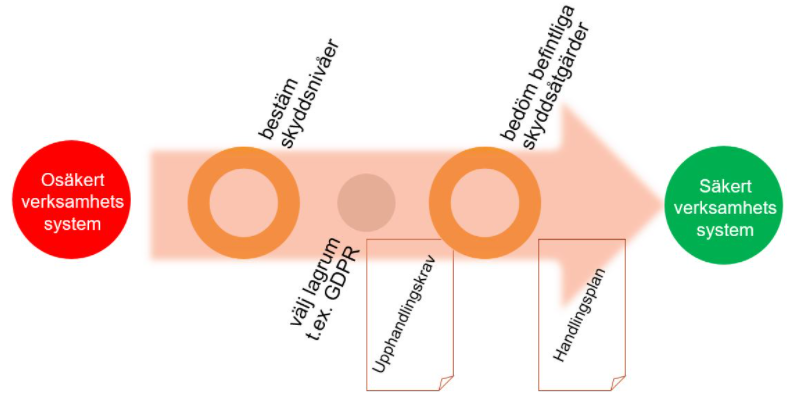 Osäkert
verksamhets
system
bestäm
skyddsnivåer
välj lagrum
t.ex. GDPR
Upphandlingskrav
bedöm befintliga
skyddsåtgärder
Handlingsplan
Säkert
verksamhets
system